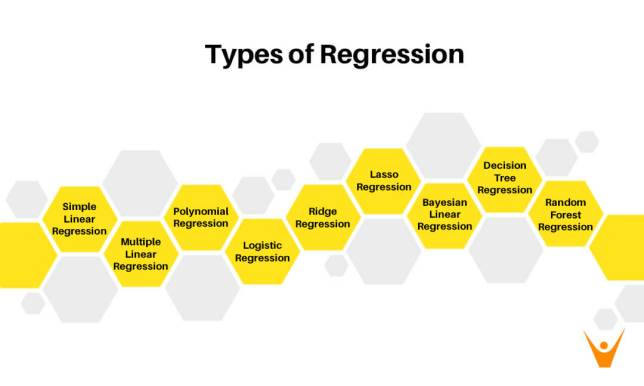 Types of Regression
Simple
Linear
Regression
Multiple
Linear
Regression
Polynomial
Regression
Logistic
Regression
Ridge
Regression
Lasso
Regression
Bayesian
Linear
Regression
Decision
Tree
Regression
Random
Forest
Regression